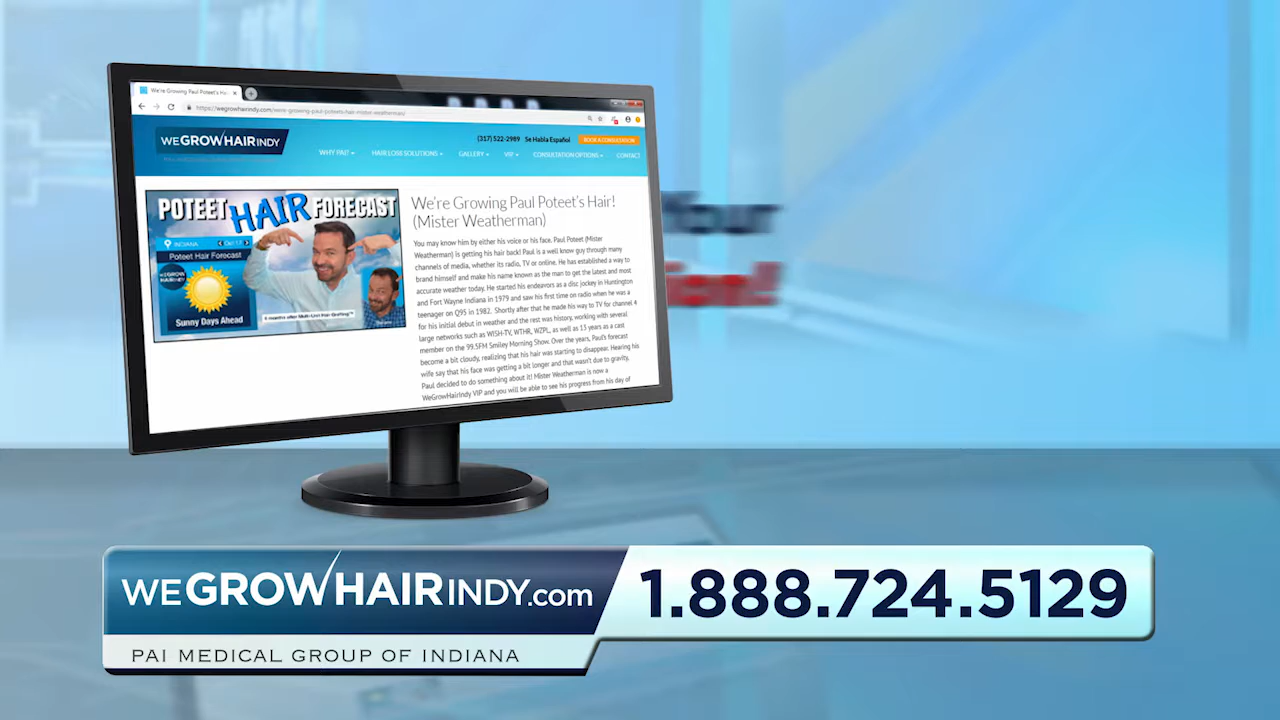 We're Growing Paul Poteet's Ha
https://wegrowhairindy.com/were-growing-paul-poteets-hair-mister-weatherman/
WEGROWHAIRINDY
(317) 522-2989 Se Habla Español BOOK A CONSULTATION
WHY PAI? HAIR LOSS SOLUTIONS GALLERY VIP CONSULTATION OPTIONS CONTACT
POTEET HAIR FORECAST
INDIANA Oct 17
Poteet Hair Forecast
Sunny Days Ahead
We're Growing Paul Poteet's Hair!
(Mister Weatherman)
You may know him by either his voice or his face. Paul Poteet (Mister
Weatherman) is getting his hair back! Paul is a well know guy through many
channels of media, whether its radio, TV or online. He has established a way to
brand himself and make his name known as the man to get the latest and most
accurate weather today. He started his endeavors as a disc jockey in Huntington
and Fort Wayne Indiana in 1979 and saw his first time on radio when he was a
teenager on Q95 in 1982. Shortly after that he made his way to TV for channel 4
for his initial debut in weather and the rest was history, working with several
large networks such as WISH-TV, WTHR, WZPL, as well as 13 years as a cast
member on the 99.5FM Smiley Morning Show. Over the years, Paul's forecast
become a bit cloudy, realizing that his hair was starting to disappear. Hearing his
wife say that his face was getting a bit longer and that wasn't due to gravity,
Paul decided to do something about it! Mister Weatherman is now a
WeGrowHairIndy VIP and you will be able to see his progress from his day of
Your
WEGROWHAIRINDY.com
1.888.724.5129
PAI MEDICAL GROUP OF INDIANA